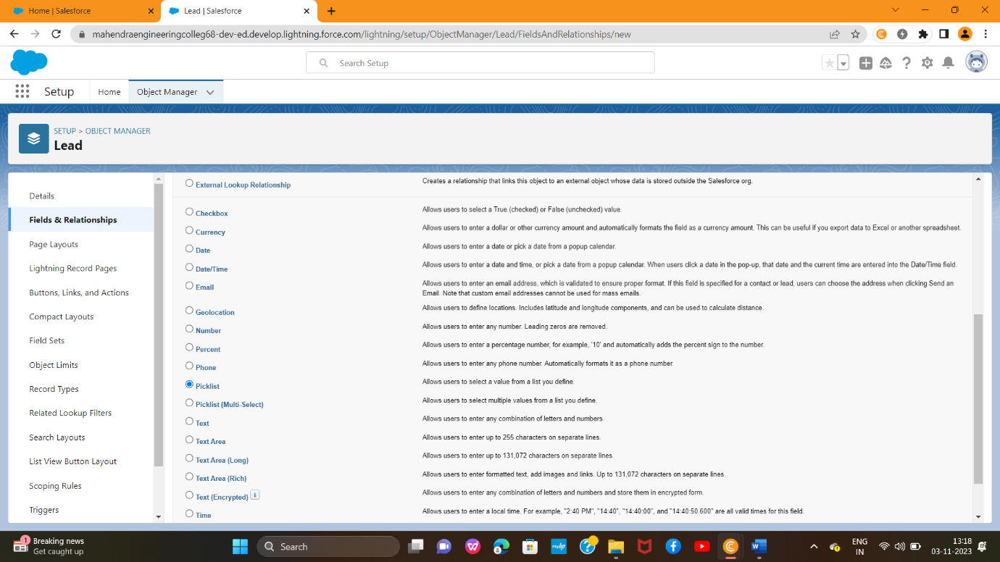 Home | Salesforce
Lead | Salesforce
mahendraengineeringcolleg68-dev-ed.develop.lightning.force.com/lightning/setup/ObjectManager/Lead/FieldsAndRelationships/new
Search Setup
Setup
Home
Object Manager
SETUP > OBJECT MANAGER
Lead
Details
Fields & Relationships
Page Layouts
Lightning Record Pages
Buttons, Links, and Actions
Compact Layouts
Field Sets
Object Limits
Record Types
Related Lookup Filters
Search Layouts
List View Button Layout
Scoping Rules
Triggers
External Lookup Relationship
Creates a relationship that links this object to an external object whose data is stored outside the Salesforce org.
Checkbox
Allows users to select a True (checked) or False (unchecked) value.
Currency
Allows users to enter a dollar or other currency amount and automatically formats the field as a currency amount. This can be useful if you export data to Excel or another spreadsheet.
Date
Allows users to enter a date or pick a date from a popup calendar.
Date/Time
Allows users to enter a date and time, or pick a date from a popup calendar. When users click a date in the pop-up, that date and the current time are entered into the Date/Time field.
Email
Allows users to enter an email address, which is validated to ensure proper format. If this field is specified for a contact or lead, users can choose the address when clicking Send an
Email. Note that custom email addresses cannot be used for mass emails.
Geolocation
Allows users to define locations. Includes latitude and longitude components, and can be used to calculate distance.
Number
Allows users to enter any number. Leading zeros are removed.
Percent
Allows users to enter a percentage number, for example, '10' and automatically adds the percent sign to the number.
Phone
Allows users to enter any phone number. Automatically formats it as a phone number.
Picklist
Allows users to select a value from a list you define.
Picklist (Multi-Select)
Allows users to select multiple values from a list you define.
Text
Allows users to enter any combination of letters and numbers.
Text Area
Allows users to enter up to 255 characters on separate lines.
Text Area (Long)
Allows users to enter up to 131,072 characters on separate lines.
Text Area (Rich)
Allows users to enter formatted text, add images and links. Up to 131,072 characters on separate lines.
Text (Encrypted) i
Allows users to enter any combination of letters and numbers and store them in encrypted form.
Time
Allows users to enter a local time. For example, "2:40 PM", "14:40", "14:40:00", and "14:40:50.600" are all valid times for this field.
1
Breaking news
Get caught up
Search
ENG
IN
13:18
03-11-2023